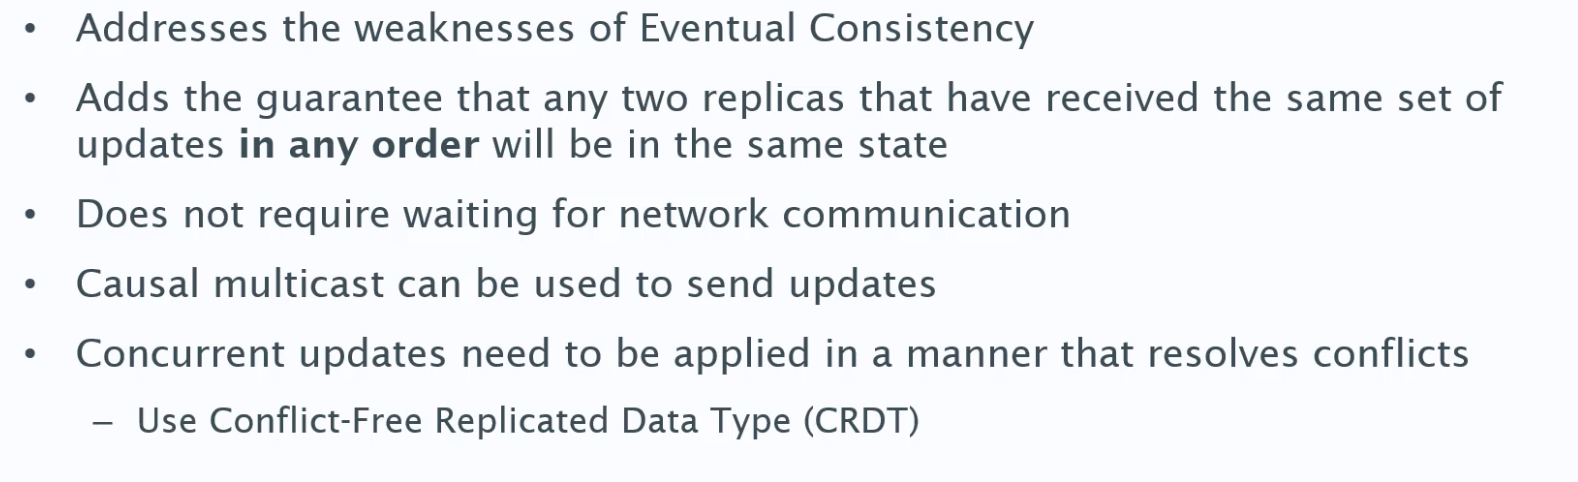 • Addresses the weaknesses of Eventual Consistency
• Adds the guarantee that any two replicas that have received the same set of
updates in any order will be in the same state
• Does not require waiting for network communication
• Causal multicast can be used to send updates
• Concurrent updates need to be applied in a manner that resolves conflicts
– Use Conflict-Free Replicated Data Type (CRDT)